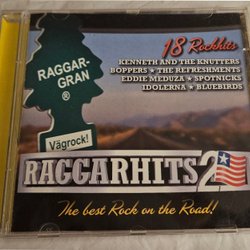 18 Rockhits
KENNETH AND THE KNUTTERS
BOPPERS ★ THE REFRESHMENTS
EDDIE MEDUZA ★ SPOTNICKS
IDOLERNA ★ BLUEBIRDS
RAGGAR-
GRAN
®
Vägrock!
RAGGARHITS 2
The best Rock on the Road!